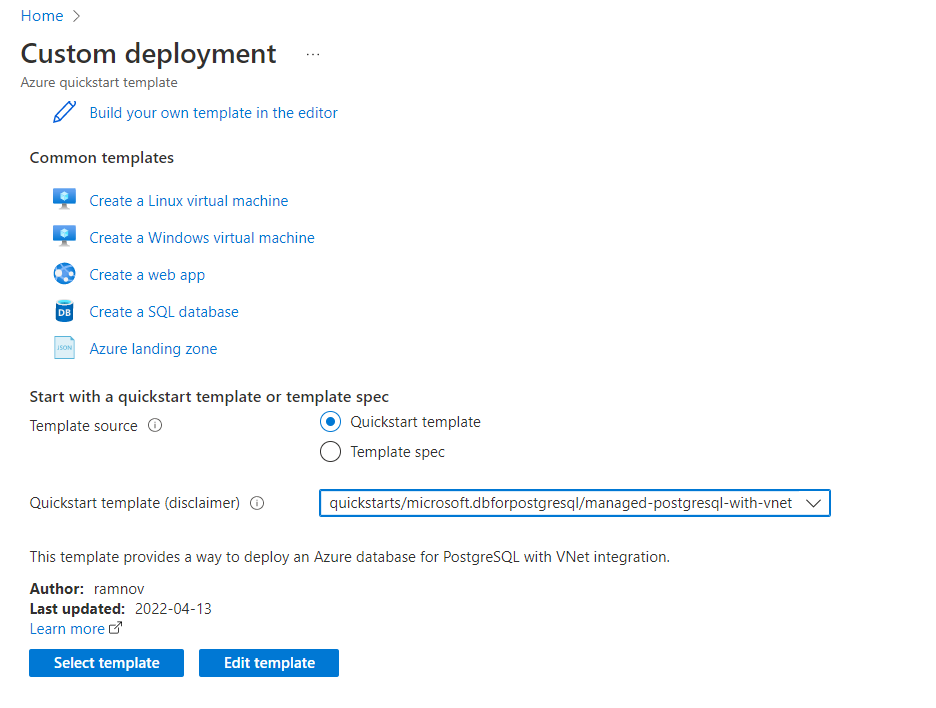 Home
Custom deployment ...
Azure quickstart template
Build your own template in the editor
Common templates
Create a Linux virtual machine
Create a Windows virtual machine
Create a web app
DB Create a SQL database
JSON Azure landing zone
Start with a quickstart template or template spec
Template source Quickstart template
Template spec
Quickstart template (disclaimer) quickstarts/microsoft.dbforpostgresql/managed-postgresql-with-vnet
This template provides a way to deploy an Azure database for PostgreSQL with VNet integration.
Author: ramnov
Last updated: 2022-04-13
Learn more
Select template Edit template